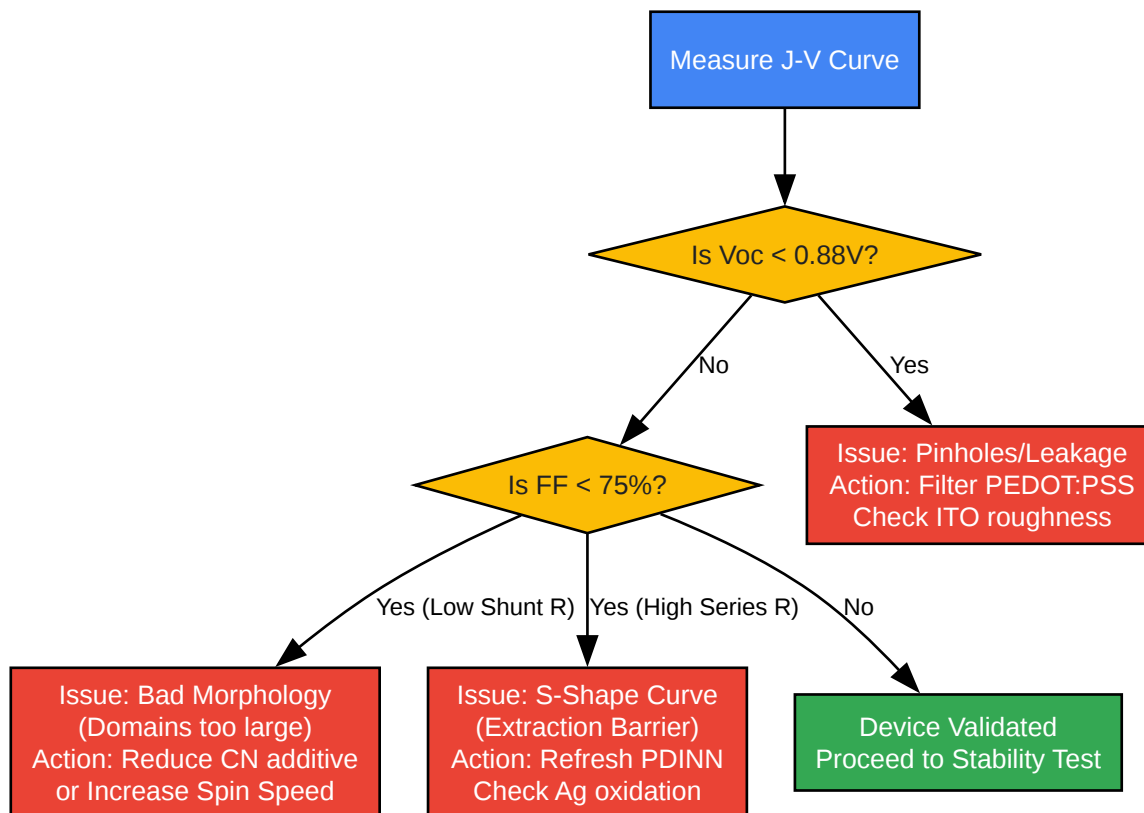 Measure J-V Curve
Is Voc < 0.88V?
No
Yes
Is FF < 75%?
Issue: Pinholes/Leakage
Action: Filter PEDOT:PSS
Check ITO roughness
Yes (Low Shunt R)
Yes (High Series R)
No
Issue: Bad Morphology
(Domains too large)
Action: Reduce CN additive
or Increase Spin Speed
Issue: S-Shape Curve
(Extraction Barrier)
Action: Refresh PDINN
Check Ag oxidation
Device Validated
Proceed to Stability Test